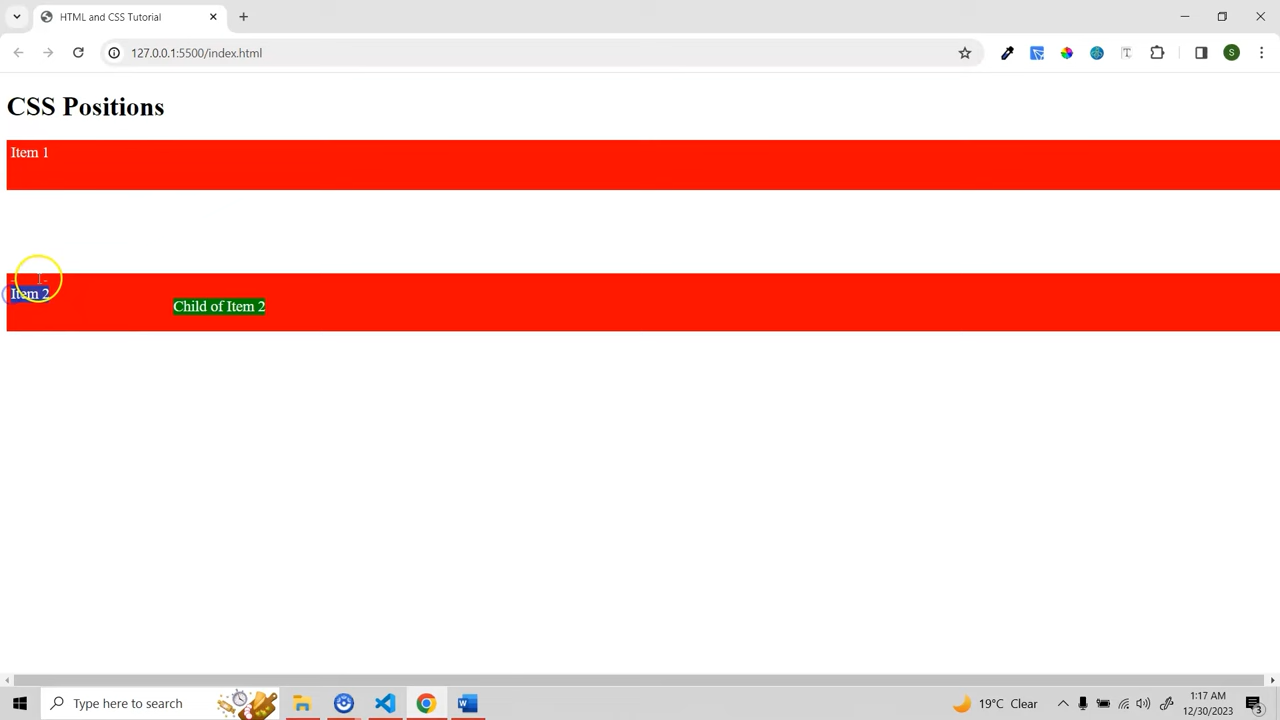 HTML and CSS Tutorial
127.0.0.1:5500/index.html
S
CSS Positions
Item 1
Item 2
Child of Item 2
Type here to search
19°C Clear
1:17 AM
12/30/2023
3